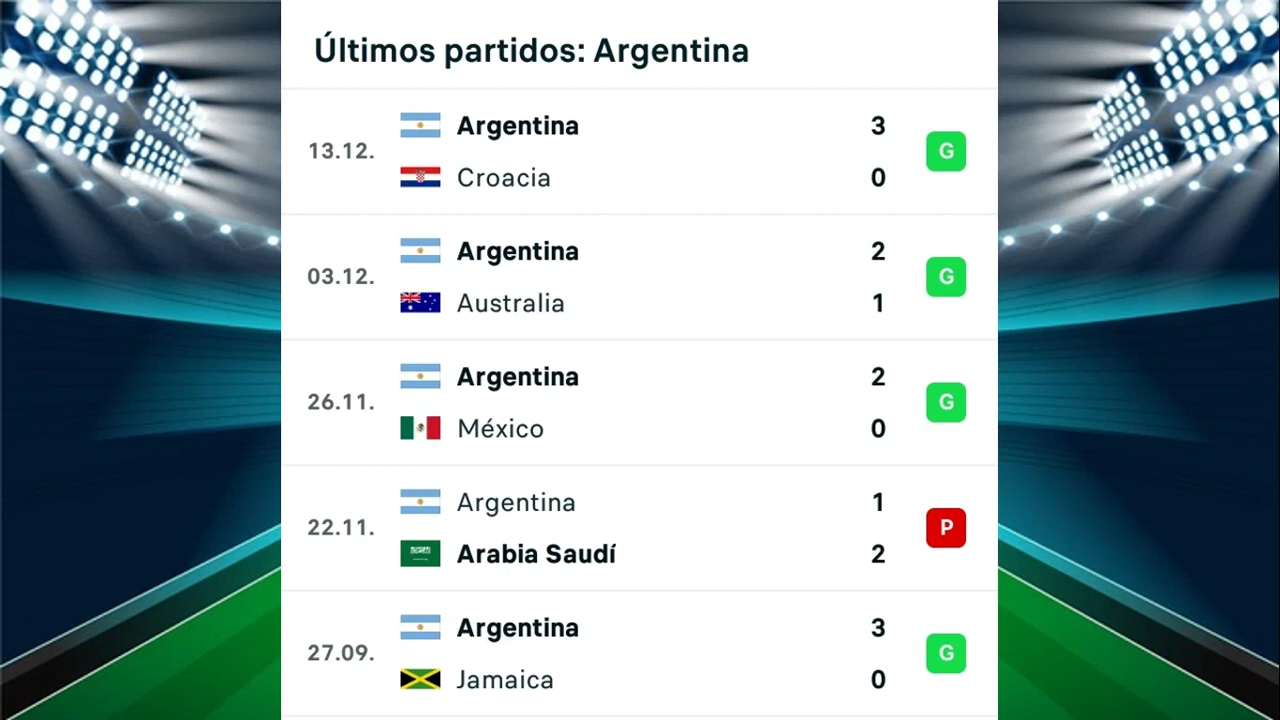 Últimos partidos: Argentina
13.12.
Argentina 3
Croacia 0
G
03.12.
Argentina 2
Australia 1
G
26.11.
Argentina 2
México 0
G
22.11.
Argentina 1
Arabia Saudí 2
P
27.09.
Argentina 3
Jamaica 0
G